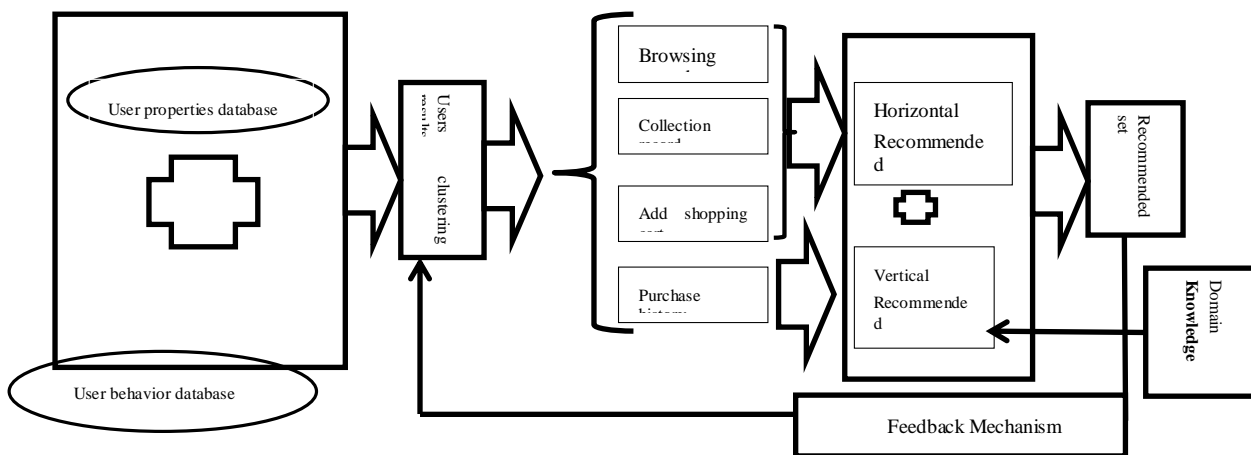 User properties database
User behavior database
Users
clustering
Browsing
Collection
Add shopping
Purchase
Horizontal
Recommende
d
Vertical
Recommende
d
Recommended
set
Domain
Knowledge
Feedback Mechanism